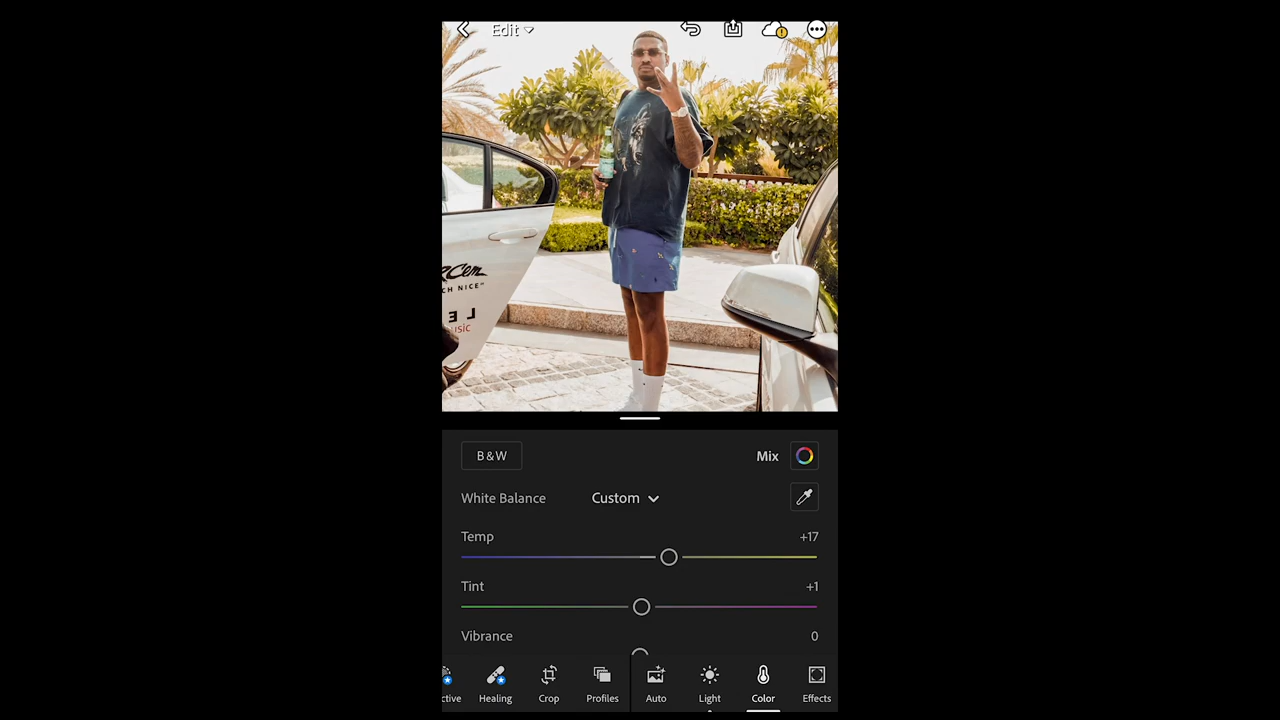 Edit
CH NICE"
B&W
Mix
White Balance
Custom
Temp
+17
Tint
+1
Vibrance
0
ctive
Healing
Crop
Profiles
Auto
Light
Color
Effects